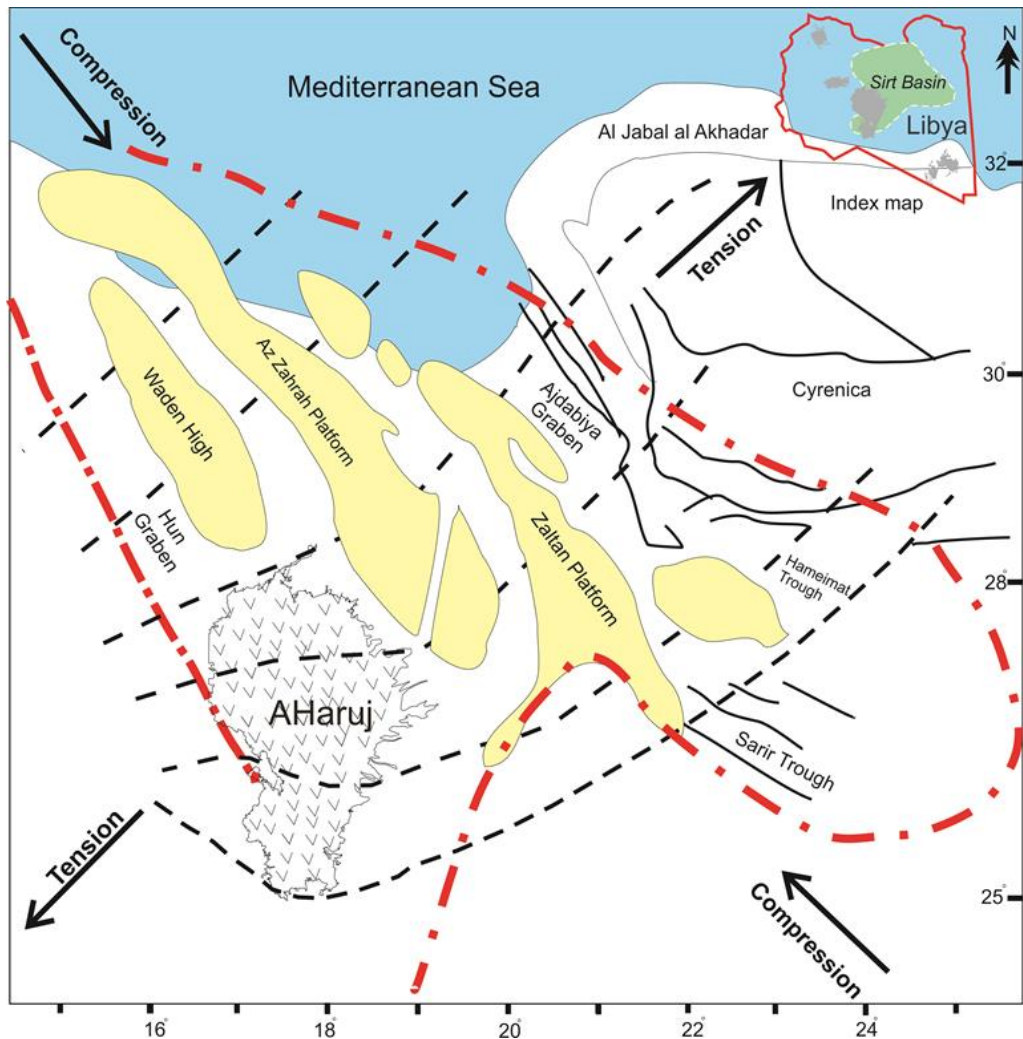 Compression
Mediterranean Sea
N
Sirt Basin
Libya
Al Jabal al Akhadar
Index map
32°
Tension
Waden High
Az Zahrah Platform
Ajdabiya
Graben
Cyrenica
30°
Hun
Graben
Zaltan Platform
Hameimat
Trough
28°
AHaruj
Sarir Trough
Tension
Compression
25°
16° 18° 20° 22° 24°